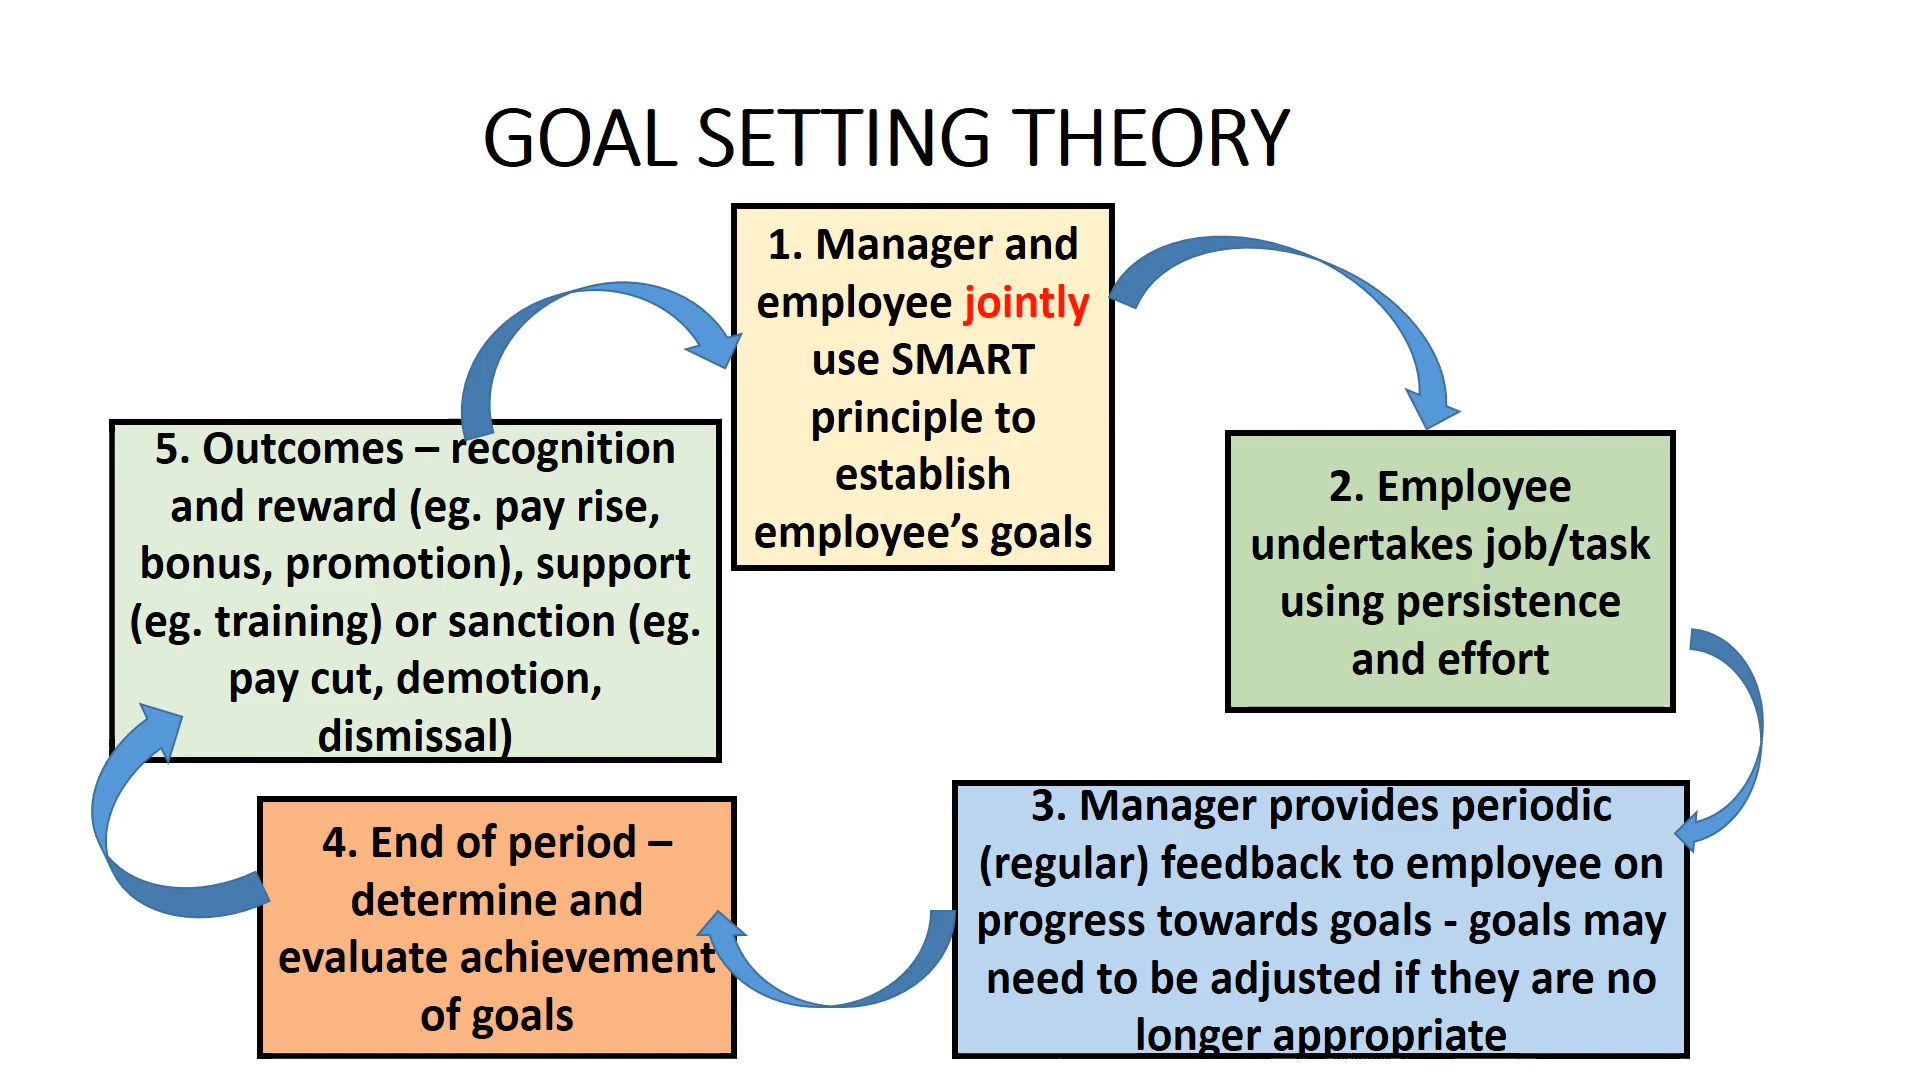 GOAL SETTING THEORY
1. Manager and
employee jointly
use SMART
principle to
establish
employee’s goals
2. Employee
undertakes job/task
using persistence
and effort
3. Manager provides periodic
(regular) feedback to employee on
progress towards goals - goals may
need to be adjusted if they are no
longer appropriate
4. End of period –
determine and
evaluate achievement
of goals
5. Outcomes – recognition
and reward (eg. pay rise,
bonus, promotion), support
(eg. training) or sanction (eg.
pay cut, demotion,
dismissal)